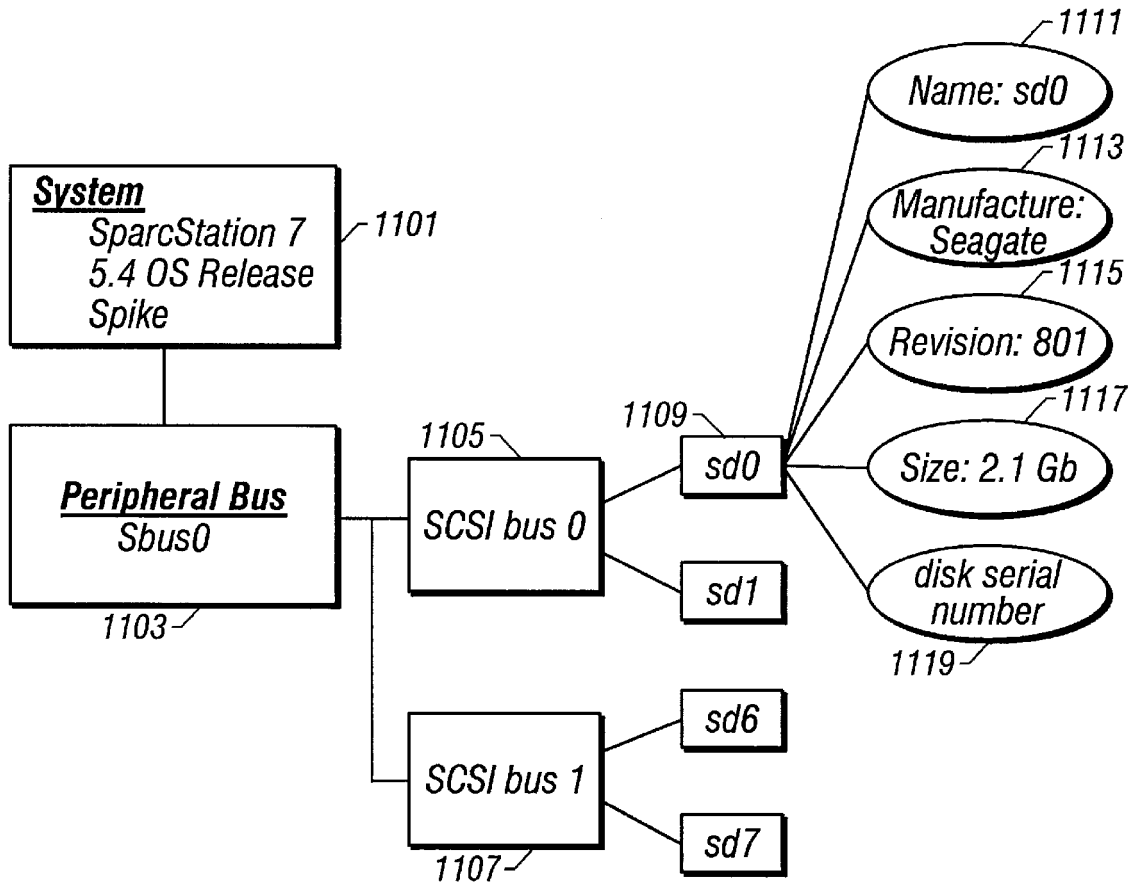 1111
Name: sd0
1113
Manufacture:
Seagate
1115
Revision: 801
1117
Size: 2.1 Gb
disk serial
number
1119
System
SparcStation 7
5.4 OS Release
Spike
1101
Peripheral Bus
Sbus0
1103
1105
SCSI bus 0
1109
sd0
sd1
SCSI bus 1
1107
sd6
sd7